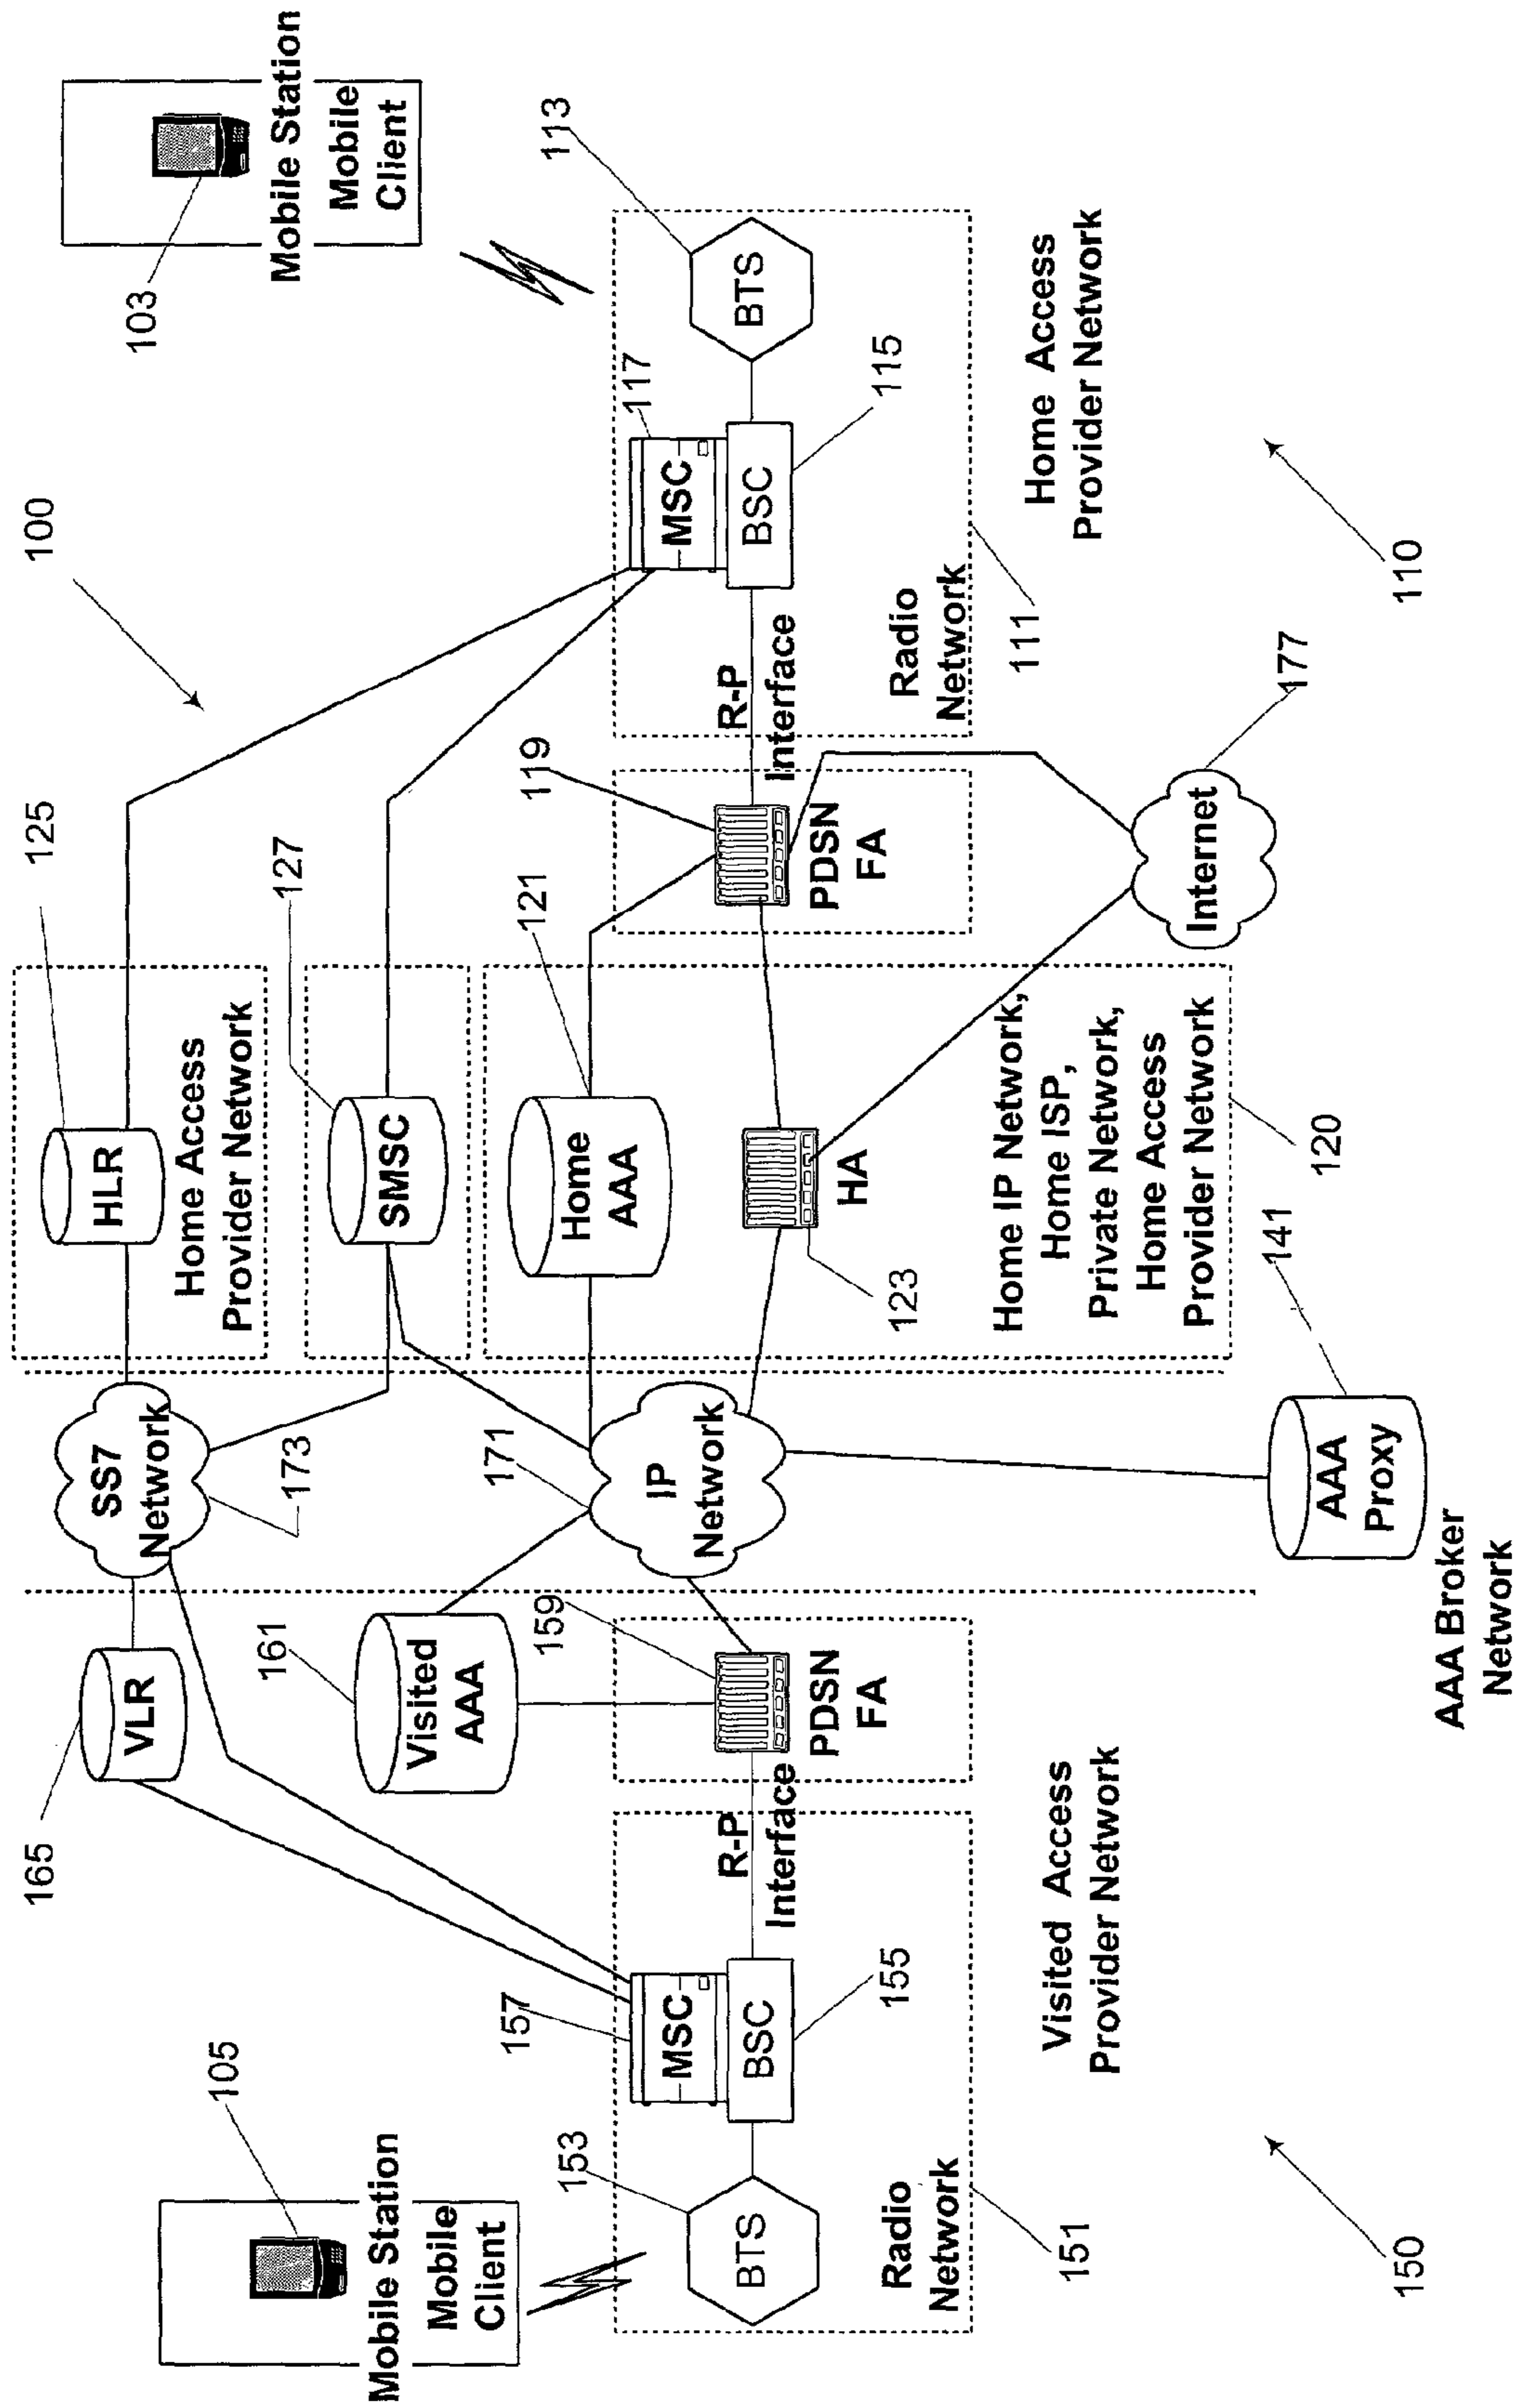 100
165
VLR
SS7
Network
173
125
HLR
Home Access
Provider Network
103
Mobile Station
Mobile
Client
105
Mobile Station
Mobile
Client
161
Visited
AAA
127
SMSC
171
IP
Network
121
Home
AAA
HA
123
Home IP Network,
Home ISP,
Private Network,
Home Access
Provider Network
120
153
BTS
157
MSC
BSC
155
R-P
Interface
Radio
Network
151
159
PDSN
FA
119
PDSN
FA
R-P
Interface
117
MSC
BSC
115
113
BTS
Radio
Network
111
Visited Access
Provider Network
150
141
AAA
Proxy
AAA Broker
Network
Internet
177
Home Access
Provider Network
110